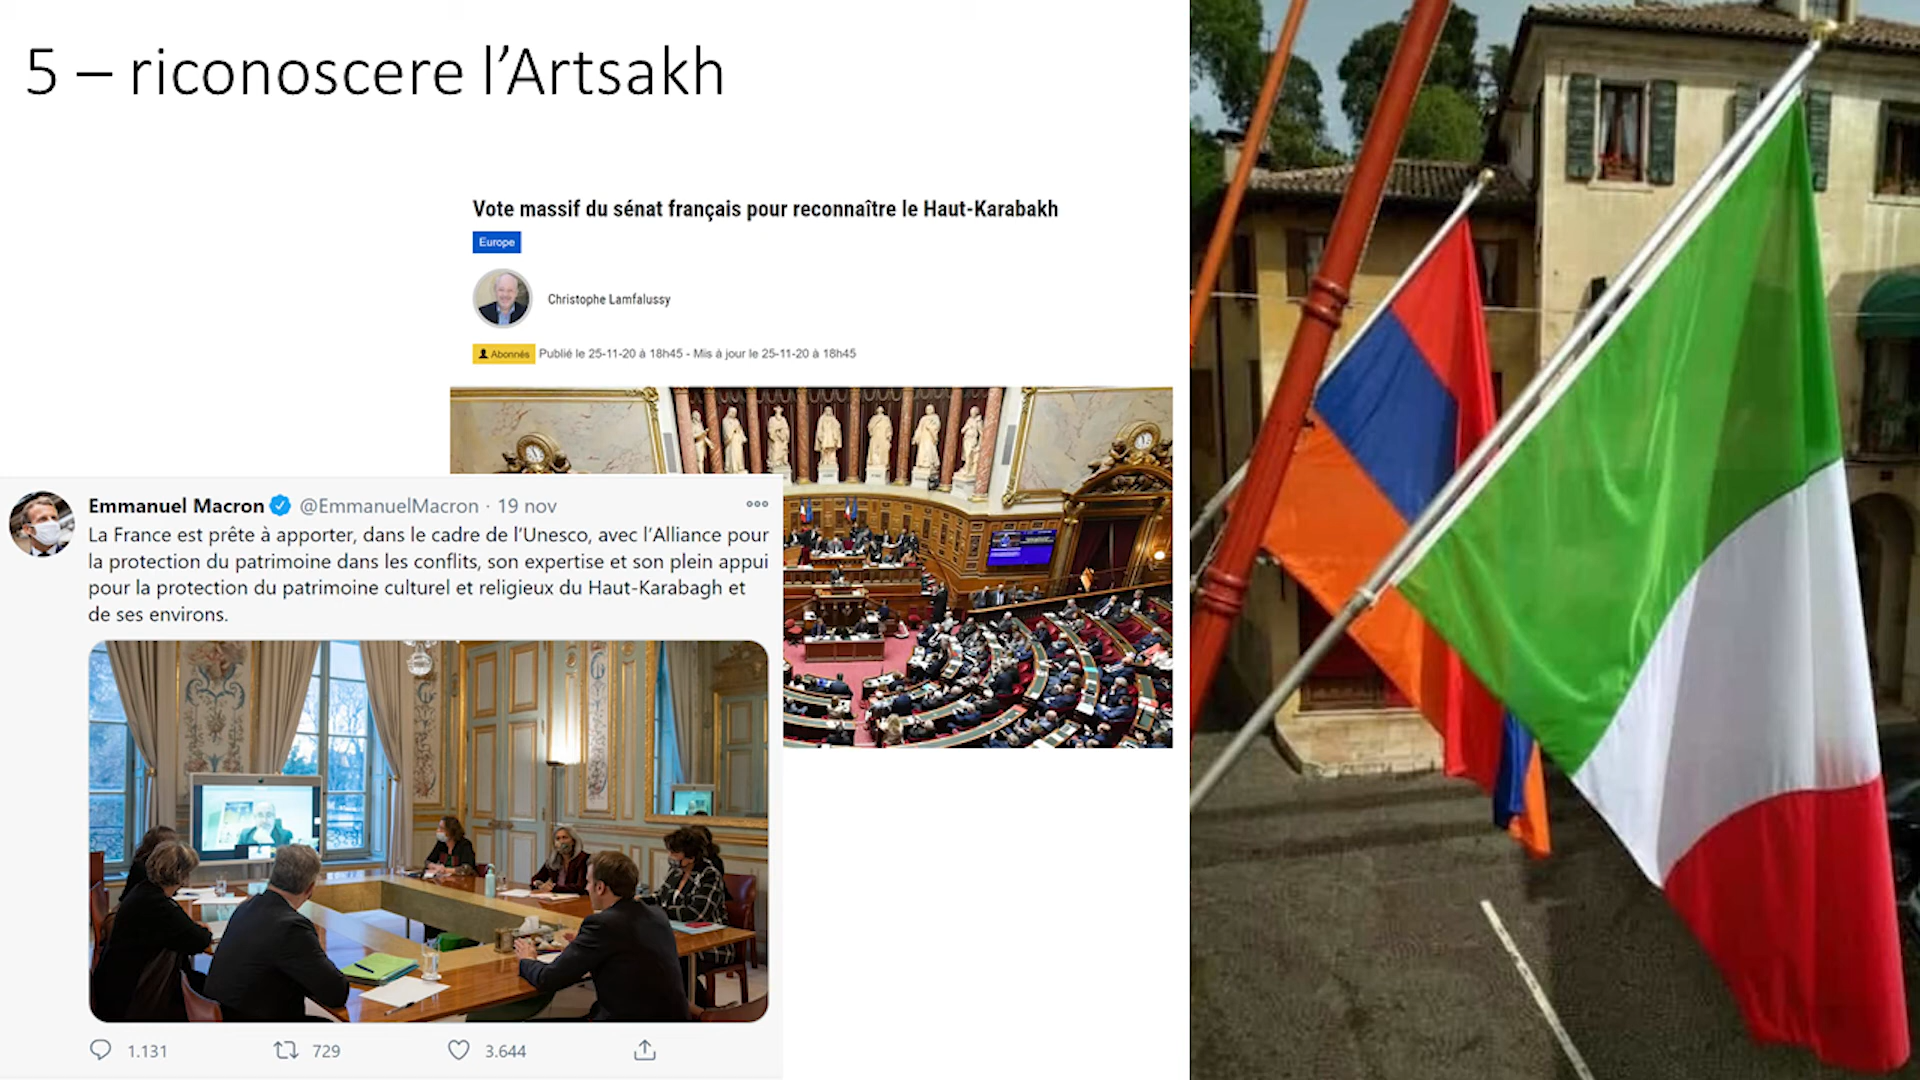 5 – riconoscere l’Artsakh
Vote massif du sénat français pour reconnaître le Haut-Karabakh
Europe
Christophe Lamfalussy
Abonnés Publié le 25-11-20 à 18h45 - Mis à jour le 25-11-20 à 18h45
Emmanuel Macron @EmmanuelMacron · 19 nov
La France est prête à apporter, dans le cadre de l’Unesco, avec l’Alliance pour
la protection du patrimoine dans les conflits, son expertise et son plein appui
pour la protection du patrimoine culturel et religieux du Haut-Karabagh et
de ses environs.
1.131 729 3.644